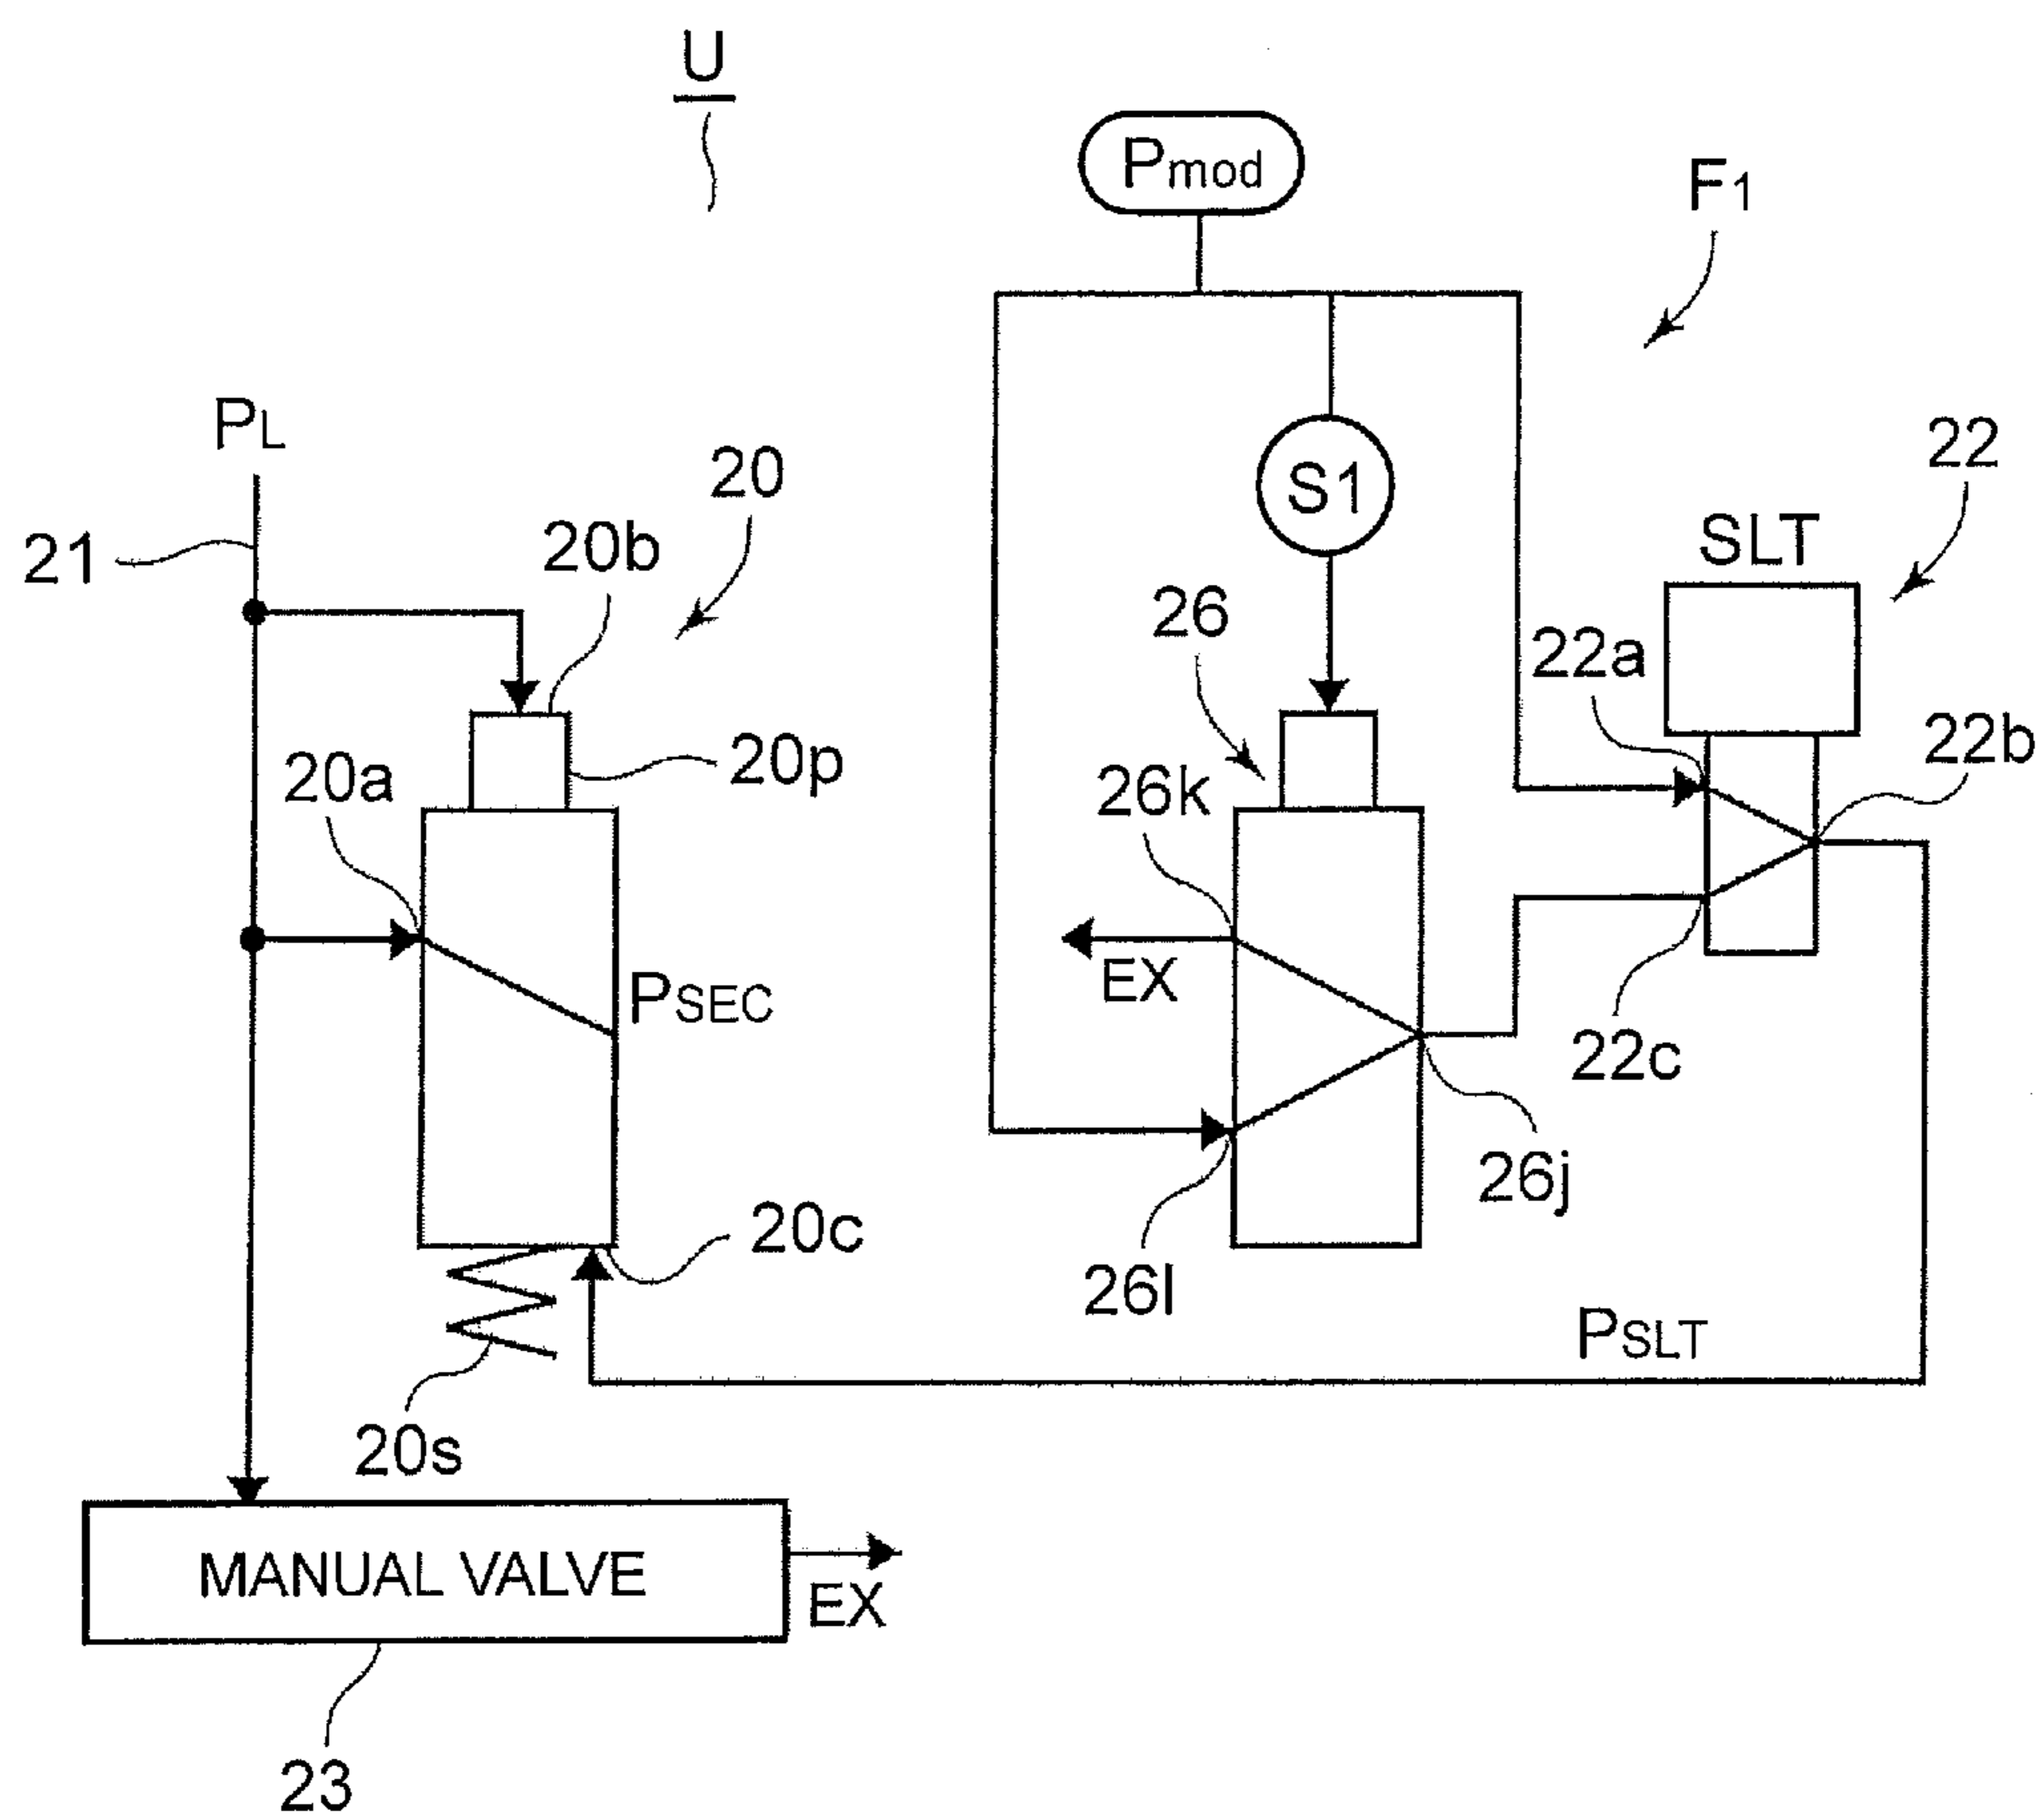 U
Pmod
F1
PL
20
22
21
20b
S1
SLT
26
22a
20a
20p
26k
22b
PSEC
EX
22c
26j
20c
26l
PSLT
20s
MANUAL VALVE
EX
23